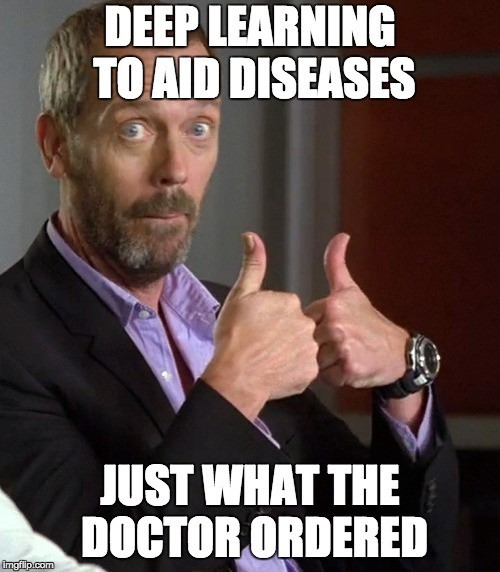 DEEP LEARNING
TO AID DISEASES
JUST WHAT THE
DOCTOR ORDERED
imgflip.com